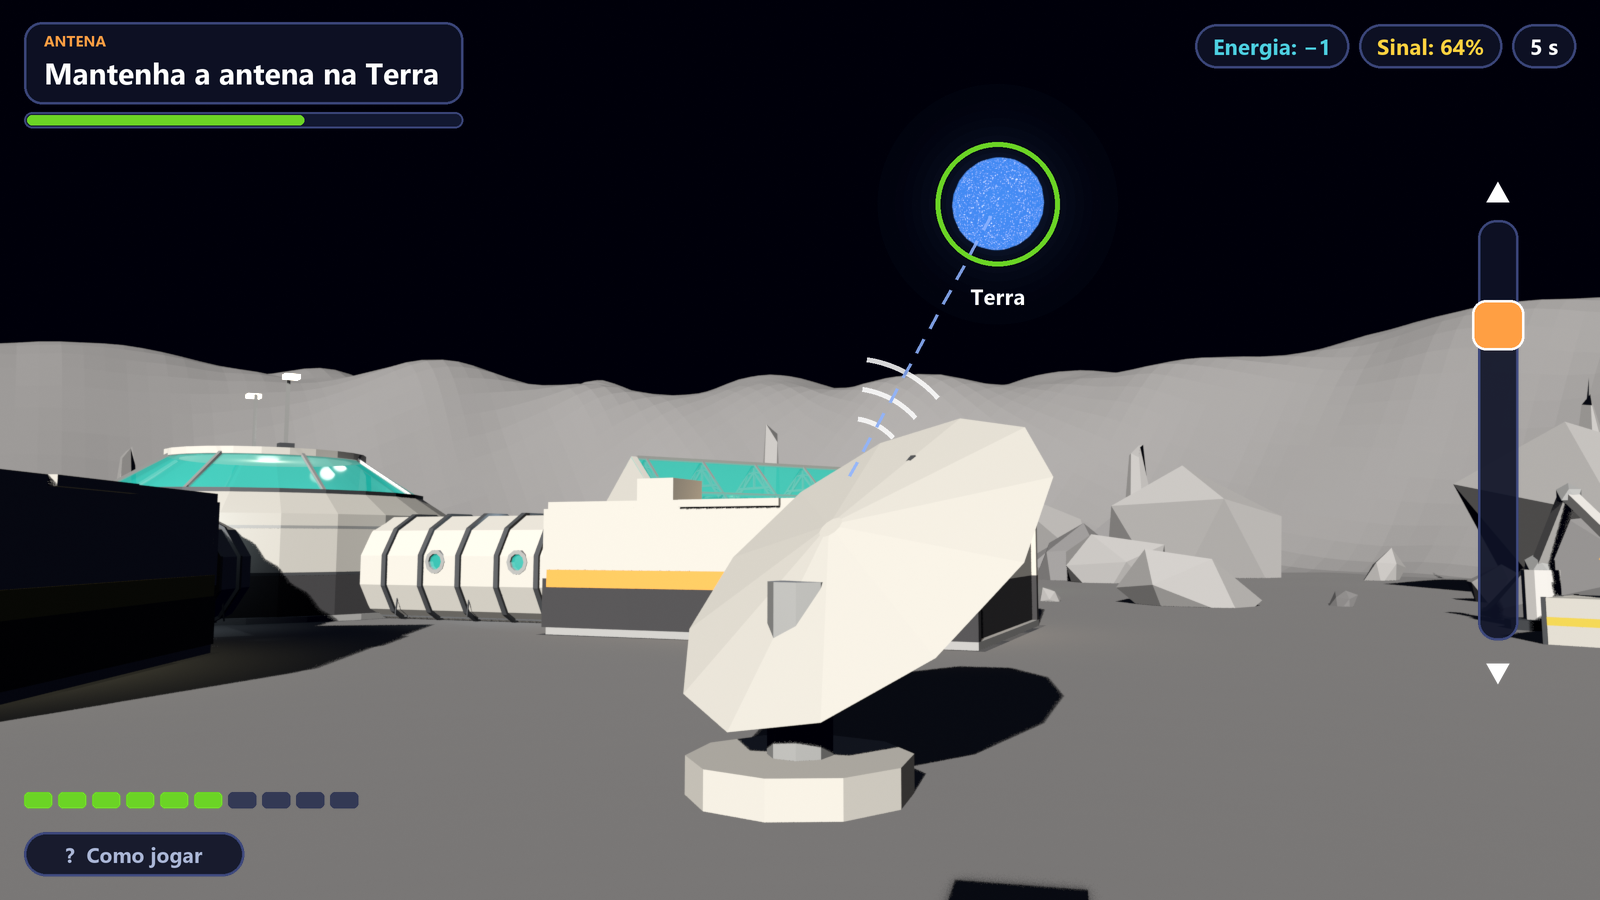 ANTENA
Mantenha a antena na Terra
Energia: −1
Sinal: 64%
5 s
Terra
? Como jogar